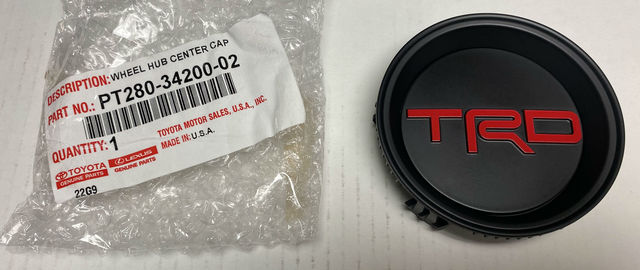 DESCRIPTION: WHEEL HUB CENTER CAP
PART NO.: PT280-34200-02
TOYOTA MOTOR SALES, U.S.A., INC.
QUANTITY: 1 MADE IN: U.S.A.
TOYOTA LEXUS
GENUINE PARTS GENUINE PARTS
22G9
TRD